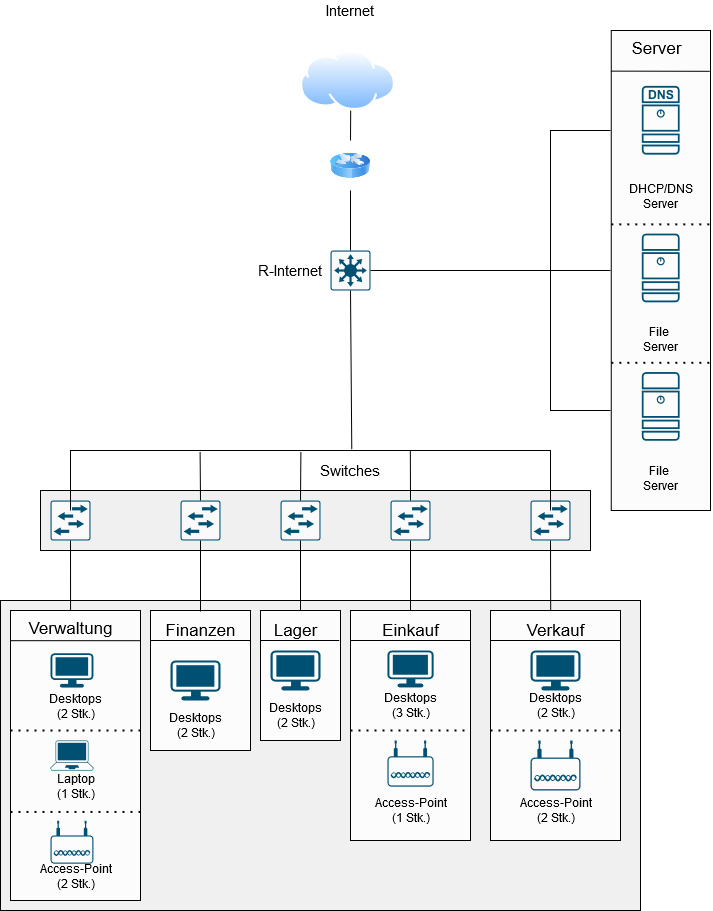 Internet
Server
DNS
DHCP/DNS
Server
R-Internet
File
Server
File
Server
Switches
Verwaltung
Desktops
(2 Stk.)
Laptop
(1 Stk.)
Access-Point
(2 Stk.)
Finanzen
Desktops
(2 Stk.)
Lager
Desktops
(2 Stk.)
Einkauf
Desktops
(3 Stk.)
Access-Point
(1 Stk.)
Verkauf
Desktops
(2 Stk.)
Access-Point
(2 Stk.)